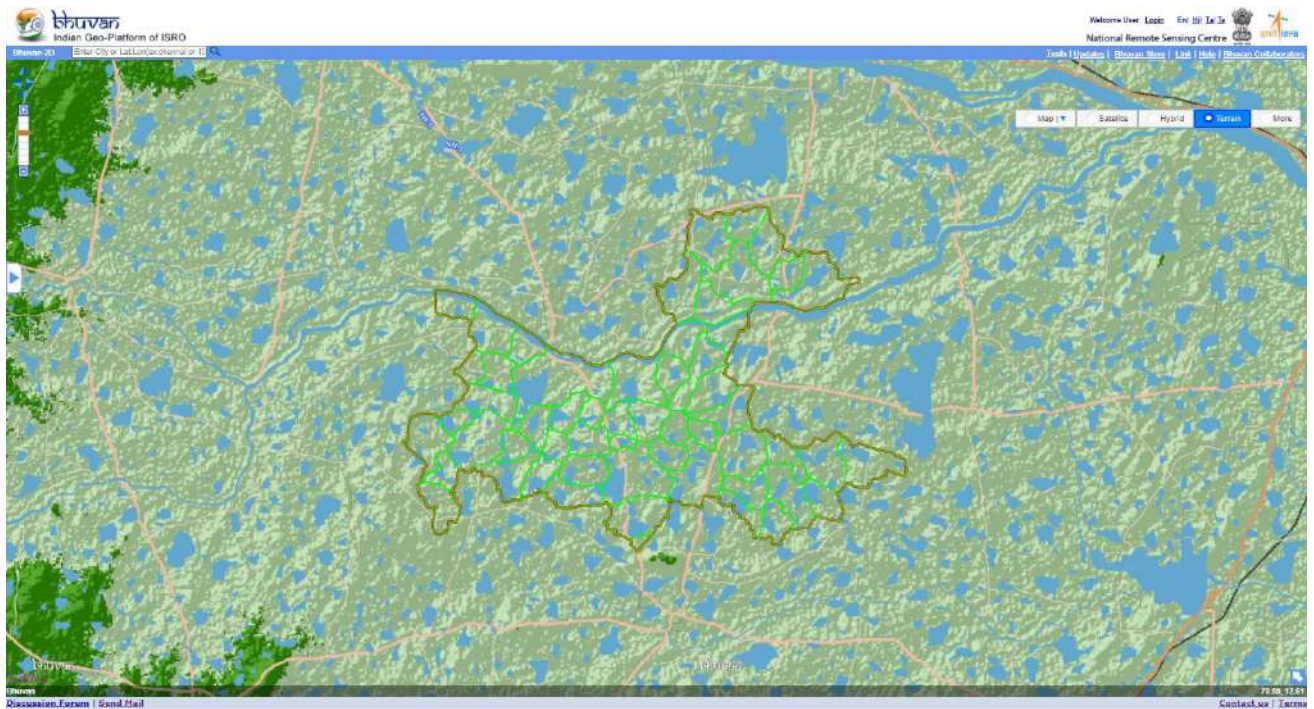 bhuvan
Indian Geo-Platform of ISRO
Welcome User Login
National Remote Sensing Centre
Bhuvan 2D
Tools | Updates | Bhuvan Store | Link | Help | Bhuvan Collaborators
Map | Satellite Hybrid Terrain More
Bhuvan
Discussion Forum | Send Mail
Contact us | Terms